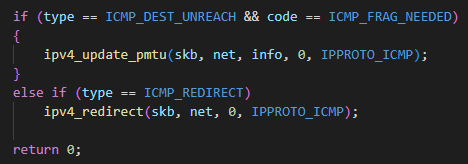 if (type == ICMP_DEST_UNREACH && code == ICMP_FRAG_NEEDED)
{
    ipv4_update_pmtu(skb, net, info, 0, IPPROTO_ICMP);
}
else if (type == ICMP_REDIRECT)
    ipv4_redirect(skb, net, 0, IPPROTO_ICMP);

return 0;